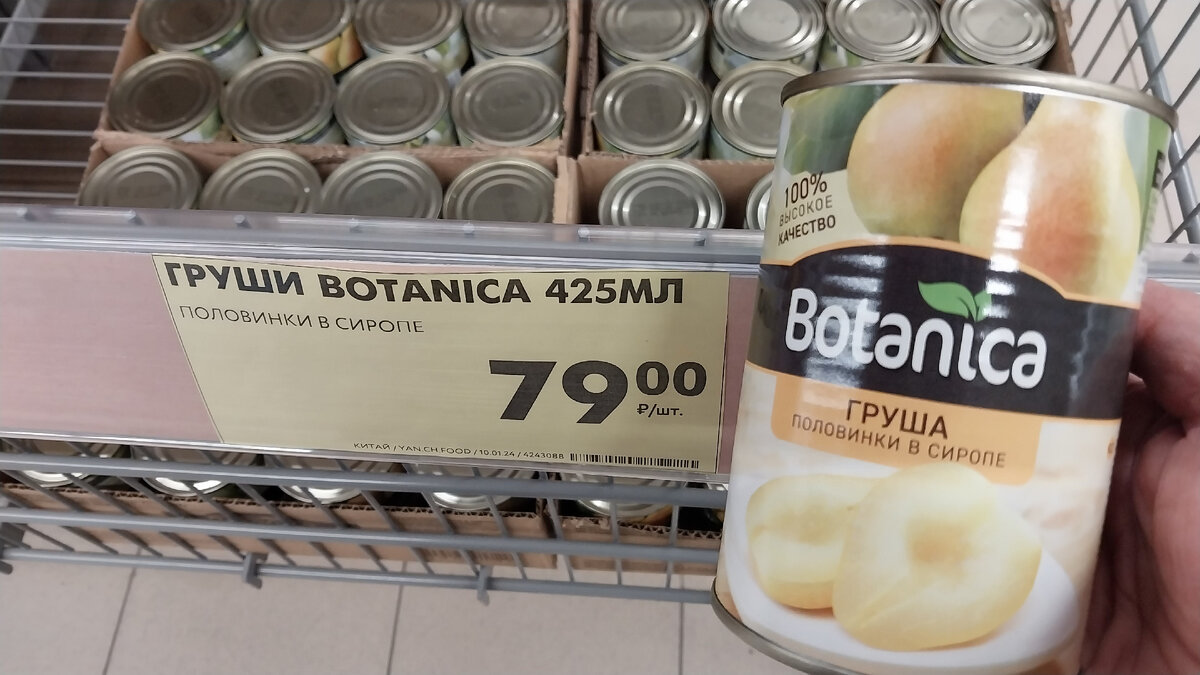 ГРУШИ BOTANICA 425МЛ
ПОЛОВИНКИ В СИРОПЕ
79 00
₽/шт.
КИТАЙ / YAN.CH.FOOD / 10.01.24 / 4243088
100%
ВЫСОКОЕ
КАЧЕСТВО
Botanica
ГРУША
ПОЛОВИНКИ В СИРОПЕ